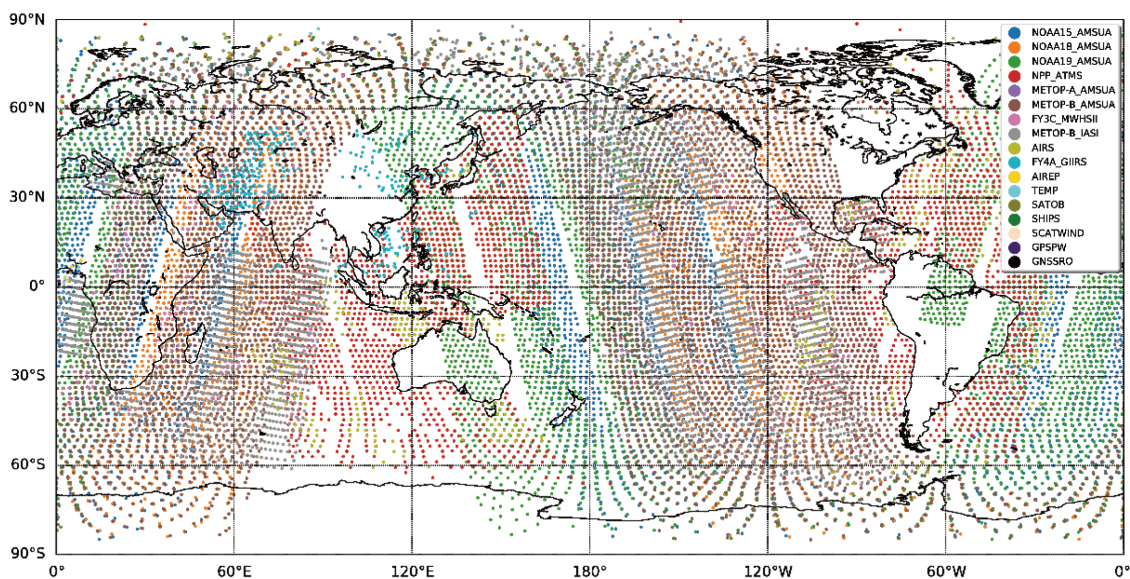 90°N
60°N
30°N
0°
30°S
60°S
90°S
0°
60°E
120°E
180°
120°W
60°W
0°
NOAA15_AMSUA
NOAA18_AMSUA
NOAA19_AMSUA
NPP_ATMS
METOP-A_AMSUA
METOP-B_AMSUA
FY3C_MWHSII
METOP-B_IASI
AIRS
FY4A_GIIRS
AIREP
TEMP
SATOB
SHIPS
SCATWIND
GPSPW
GNSSRO